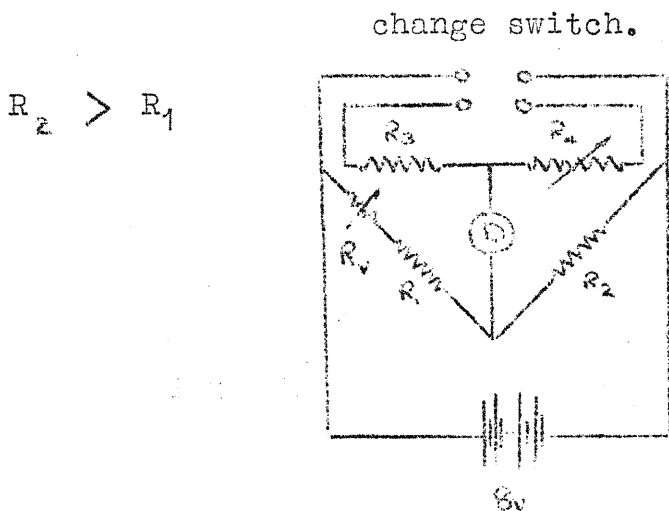 change switch.
R₂ > R₁
R₃ R₄
D
Rᵥ R₁ R₂
8v